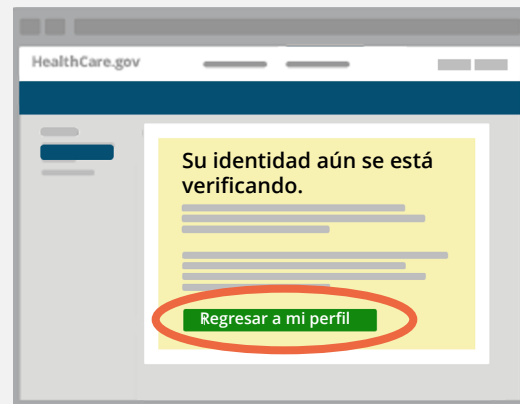 HealthCare.gov
Su identidad aún se está
verificando.
Regresar a mi perfil